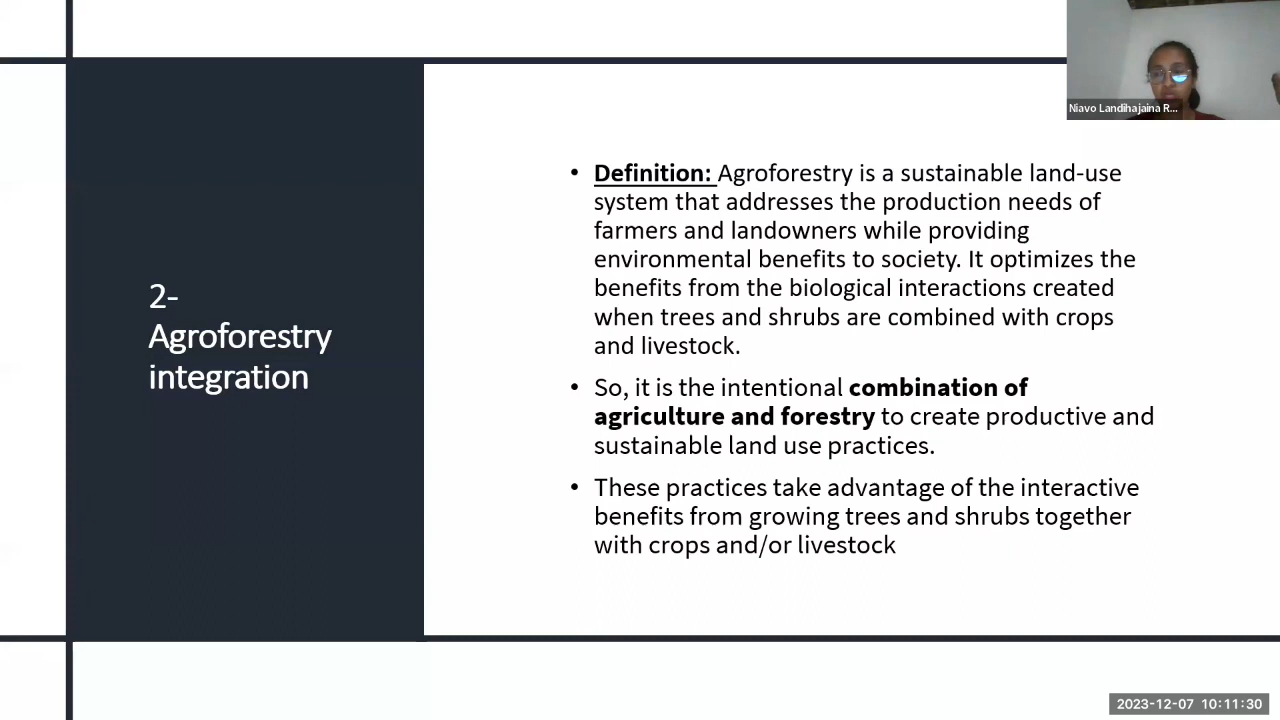 2-
Agroforestry
integration
Niavo Landihajaina R...
• Definition: Agroforestry is a sustainable land-use
system that addresses the production needs of
farmers and landowners while providing
environmental benefits to society. It optimizes the
benefits from the biological interactions created
when trees and shrubs are combined with crops
and livestock.
• So, it is the intentional combination of
agriculture and forestry to create productive and
sustainable land use practices.
• These practices take advantage of the interactive
benefits from growing trees and shrubs together
with crops and/or livestock
2023-12-07 10:11:30